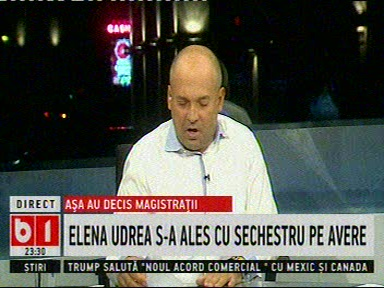 CASH
DIRECT
AȘA AU DECIS MAGISTRAȚII
b1
ELENA UDREA S-A ALES CU SECHESTRU PE AVERE
23:30
ȘTIRI
TRUMP SALUTĂ "NOUL ACORD COMERCIAL" CU MEXIC ȘI CANADA